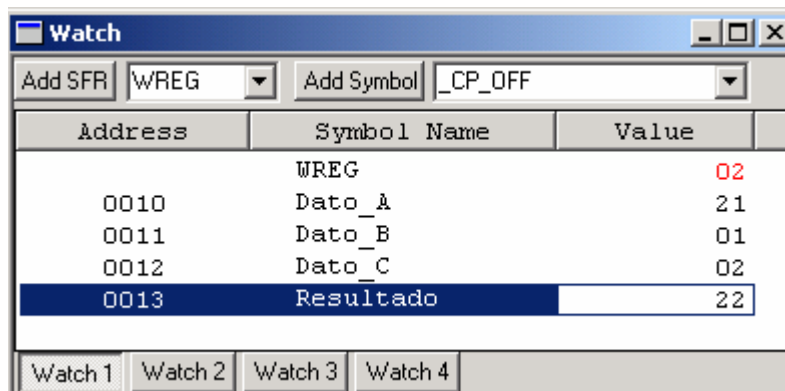 Watch
Add SFR WREG Add Symbol _CP_OFF
Address Symbol Name Value
WREG 02
0010 Dato_A 21
0011 Dato_B 01
0012 Dato_C 02
0013 Resultado 22
Watch 1 Watch 2 Watch 3 Watch 4